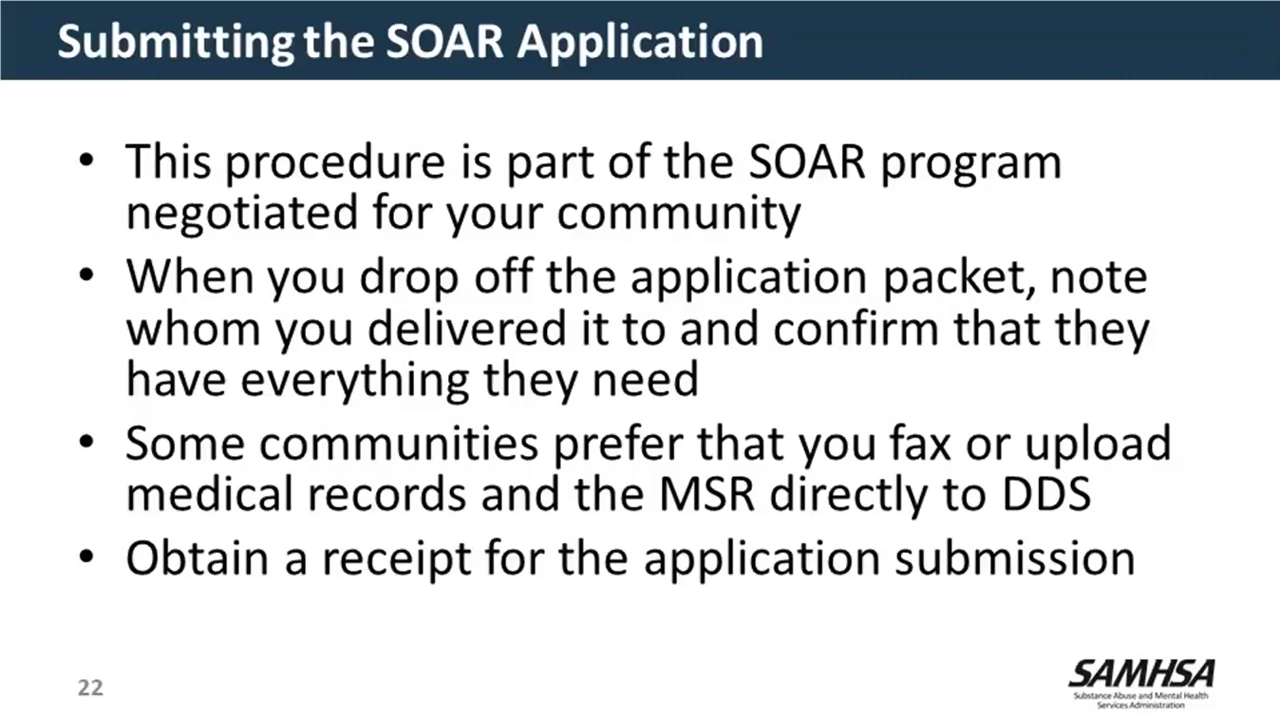 Submitting the SOAR Application
• This procedure is part of the SOAR program
negotiated for your community
• When you drop off the application packet, note
whom you delivered it to and confirm that they
have everything they need
• Some communities prefer that you fax or upload
medical records and the MSR directly to DDS
• Obtain a receipt for the application submission
22
SAMHSA
Substance Abuse and Mental Health
Services Administration